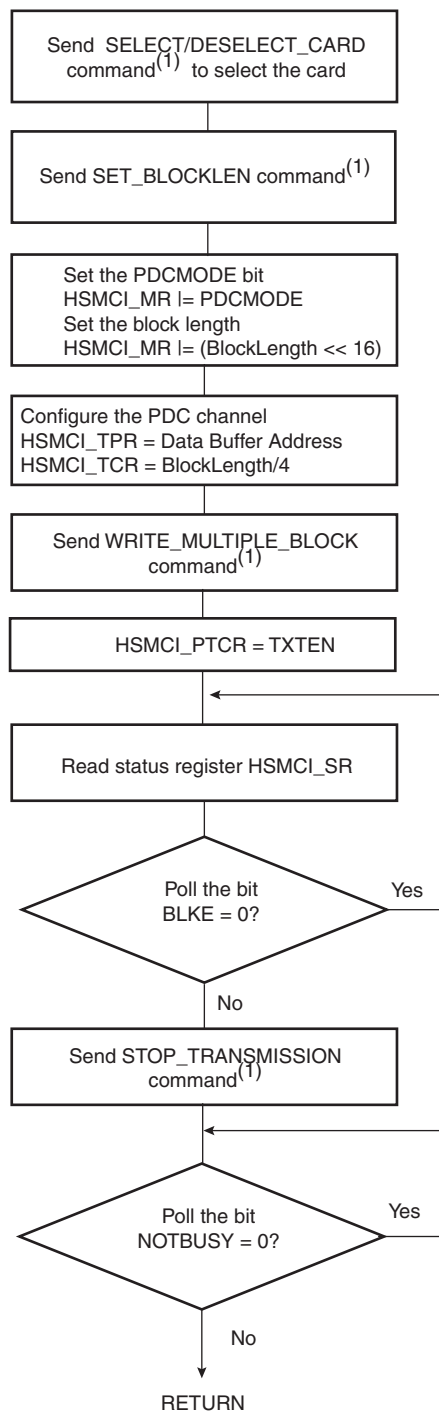 Send SELECT/DESELECT_CARD
command(1) to select the card
Send SET_BLOCKLEN command(1)
Set the PDCMODE bit
HSMCI_MR |= PDCMODE
Set the block length
HSMCI_MR |= (BlockLength << 16)
Configure the PDC channel
HSMCI_TPR = Data Buffer Address
HSMCI_TCR = BlockLength/4
Send WRITE_MULTIPLE_BLOCK
command(1)
HSMCI_PTCR = TXTEN
Read status register HSMCI_SR
Poll the bit
BLKE = 0?
Yes
No
Send STOP_TRANSMISSION
command(1)
Poll the bit
NOTBUSY = 0?
Yes
No
RETURN